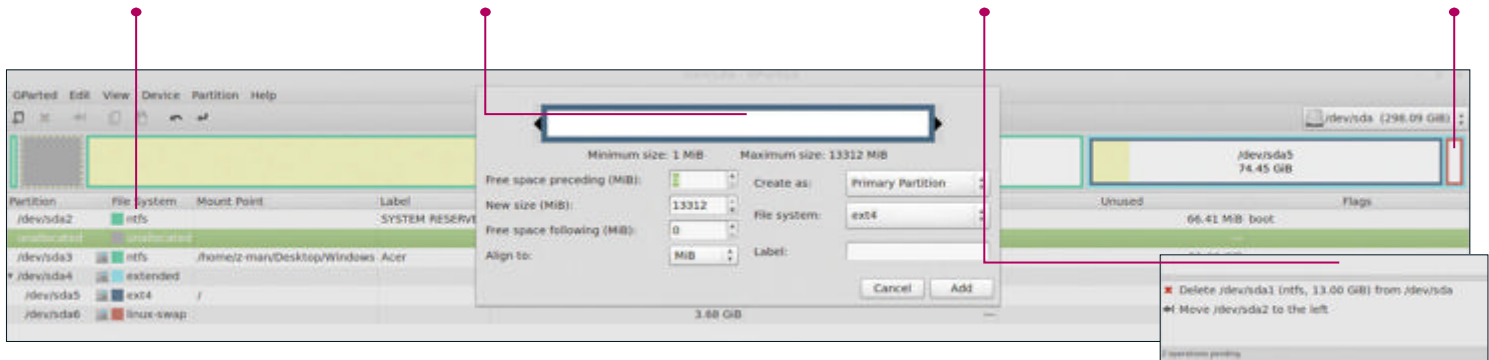 GParted Edit View Device Partition Help
/dev/sda (298.09 GiB)
/dev/sda5
74.45 GiB
Minimum size: 1 MiB Maximum size: 13312 MiB
Free space preceding (MiB):
Create as: Primary Partition
New size (MiB): 13312
File system: ext4
Free space following (MiB): 0
Align to: MiB
Label:
Cancel Add
Partition File System Mount Point Label Unused Flags
/dev/sda2 ntfs SYSTEM RESERVE 66.41 MiB boot
unallocated unallocated
/dev/sda3 ntfs /home/z-man/Desktop/Windows Acer
/dev/sda4 extended
/dev/sda5 ext4 /
/dev/sda6 linux-swap 3.68 GiB —
Delete /dev/sda1 (ntfs, 13.00 GiB) from /dev/sda
Move /dev/sda2 to the left
2 operations pending